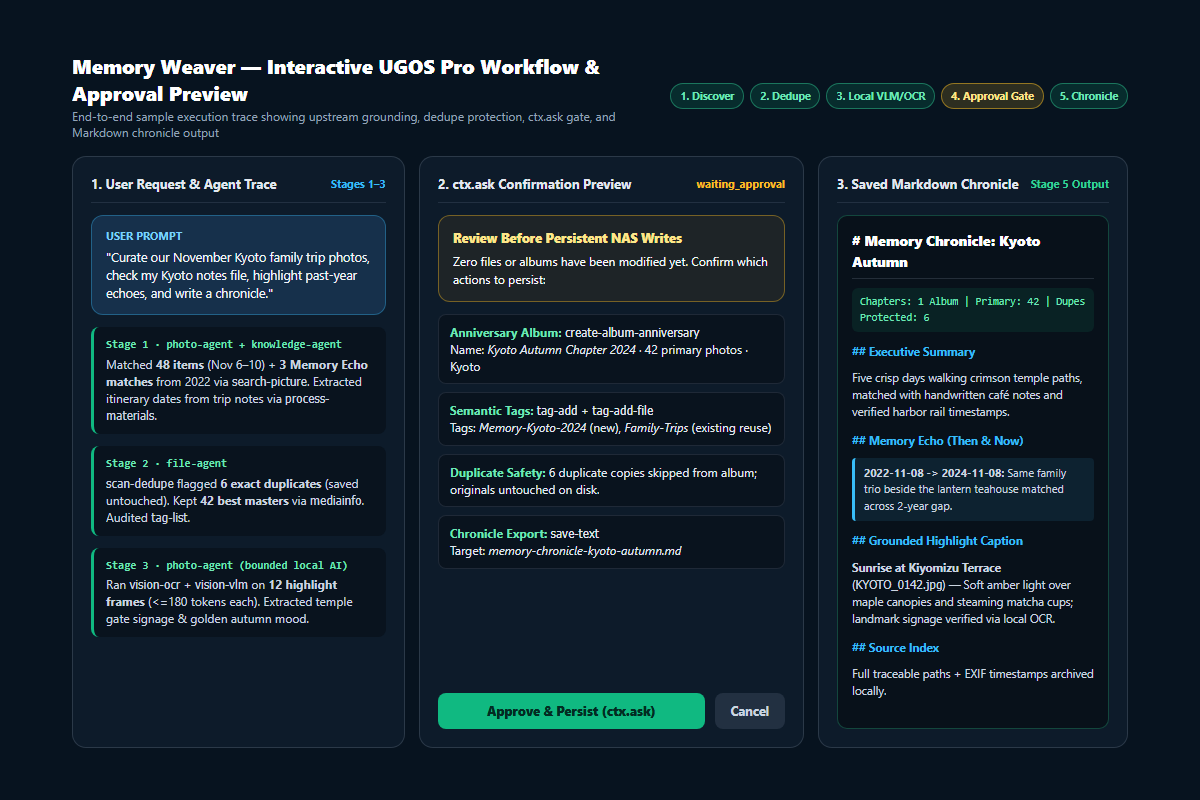 Memory Weaver — Interactive UGOS Pro Workflow &
Approval Preview
End-to-end sample execution trace showing upstream grounding, dedupe protection, ctx.ask gate, and
Markdown chronicle output
1. Discover
2. Dedupe
3. Local VLM/OCR
4. Approval Gate
5. Chronicle
1. User Request & Agent Trace
Stages 1–3
USER PROMPT
"Curate our November Kyoto family trip photos,
check my Kyoto notes file, highlight past-year
echoes, and write a chronicle."
Stage 1 · photo-agent + knowledge-agent
Matched 48 items (Nov 6–10) + 3 Memory Echo
matches from 2022 via search-picture. Extracted
itinerary dates from trip notes via process-
materials.
Stage 2 · file-agent
scan-dedupe flagged 6 exact duplicates (saved
untouched). Kept 42 best masters via mediainfo.
Audited tag-list.
Stage 3 · photo-agent (bounded local AI)
Ran vision-ocr + vision-vlm on 12 highlight
frames (<=180 tokens each). Extracted temple
gate signage & golden autumn mood.
2. ctx.ask Confirmation Preview
waiting_approval
Review Before Persistent NAS Writes
Zero files or albums have been modified yet. Confirm which
actions to persist:
Anniversary Album: create-album-anniversary
Name: Kyoto Autumn Chapter 2024 · 42 primary photos ·
Kyoto
Semantic Tags: tag-add + tag-add-file
Tags: Memory-Kyoto-2024 (new), Family-Trips (existing reuse)
Duplicate Safety: 6 duplicate copies skipped from album;
originals untouched on disk.
Chronicle Export: save-text
Target: memory-chronicle-kyoto-autumn.md
Approve & Persist (ctx.ask)
Cancel
3. Saved Markdown Chronicle
Stage 5 Output
# Memory Chronicle: Kyoto
Autumn
Chapters: 1 Album | Primary: 42 | Dupes
Protected: 6
## Executive Summary
Five crisp days walking crimson temple paths,
matched with handwritten café notes and
verified harbor rail timestamps.
## Memory Echo (Then & Now)
2022-11-08 -> 2024-11-08: Same family
trio beside the lantern teahouse matched
across 2-year gap.
## Grounded Highlight Caption
Sunrise at Kiyomizu Terrace
(KYOTO_0142.jpg) — Soft amber light over
maple canopies and steaming matcha cups;
landmark signage verified via local OCR.
## Source Index
Full traceable paths + EXIF timestamps archived
locally.